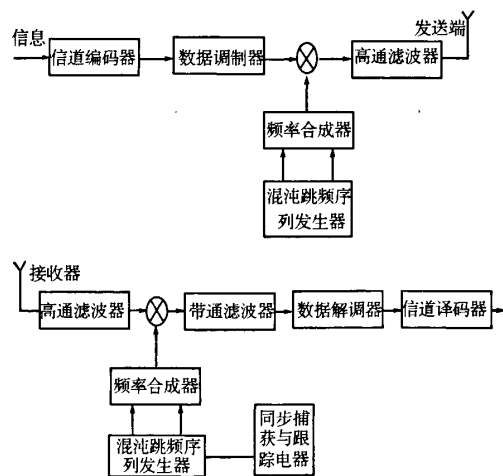 发送端
信息
信道编码器
数据调制器
高通滤波器
频率合成器
混沌跳频序
列发生器
接收器
高通滤波器
带通滤波器
数据解调器
信道译码器
频率合成器
混沌跳频序
列发生器
同步捕
获与跟
踪电器